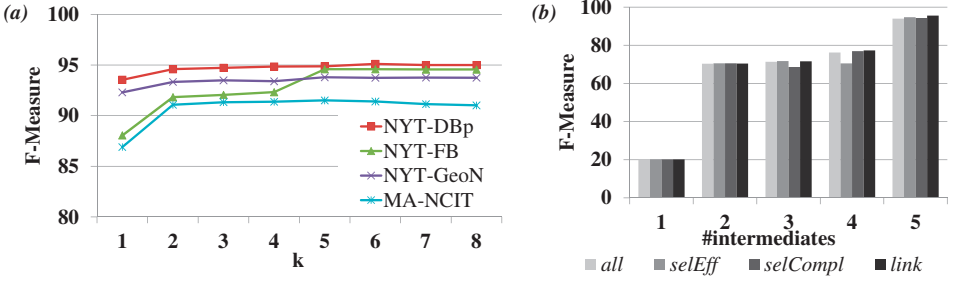 (a)
F-Measure
100
95
90
85
80
1 2 3 4 5 6 7 8
k
NYT-DBp
NYT-FB
NYT-GeoN
MA-NCIT
(b)
F-Measure
100
80
60
40
20
0
1 2 3 4 5
#intermediates
all selEff selCompl link